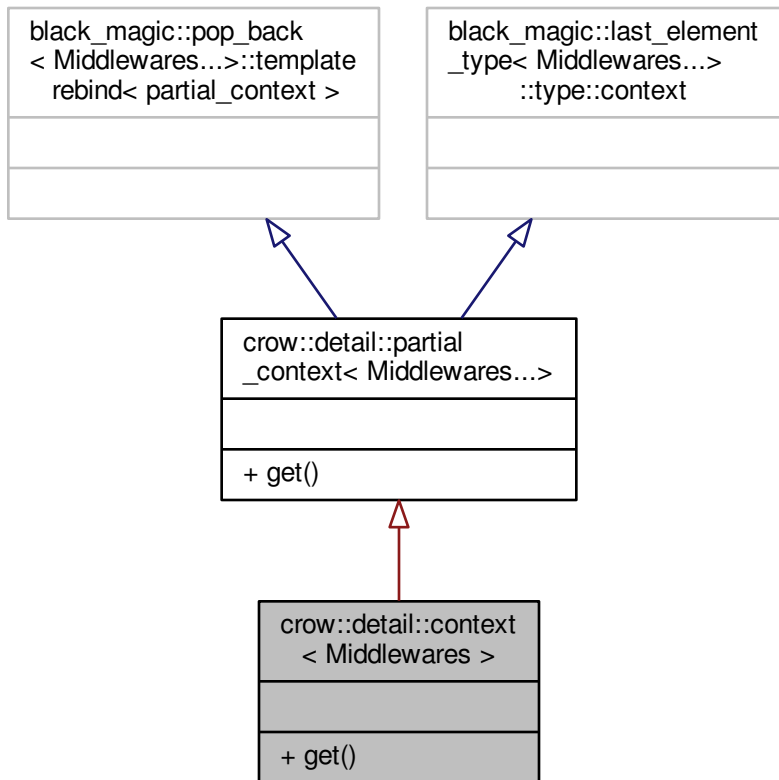 black_magic::pop_back
< Middlewares...>::template
rebind< partial_context >
black_magic::last_element
_type< Middlewares...>
::type::context
crow::detail::partial
_context< Middlewares...>
+ get()
crow::detail::context
< Middlewares >
+ get()